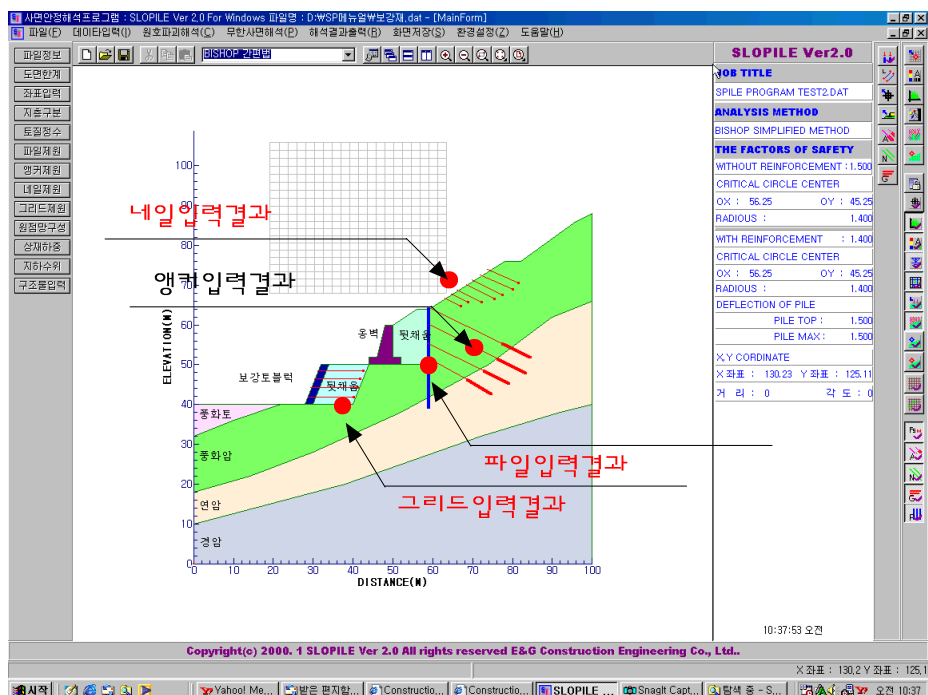 사면안정해석프로그램 : SLOPILE Ver 2,0 For Windows 파일명 : D:\SP메뉴얼\보강재.dat - [MainForm]
파일(F) 데이타입력(I) 원호파괴해석(C) 무한사면해석(P) 해석결과출력(R) 화면저장(S) 환경설정(Z) 도움말(H)
파일정보
도면한계
좌표입력
지층구분
토질정수
파일제원
앵커제원
네일제원
그리드제원
원점망구성
상재하중
지하수위
구조물입력
BISHOP 간편법
100
80
70
60
50
40
30
20
10
0
ELEVATION(M)
네일입력결과
앵커입력결과
옹벽
뒷채움
보강토블럭
뒷채움
풍화토
풍화암
연암
경암
파일입력결과
그리드입력결과
0 10 20 30 40 50 60 70 80 90 100
DISTANCE(M)
SLOPILE Ver2.0
JOB TITLE
SPILE PROGRAM TEST2.DAT
ANALYSIS METHOD
BISHOP SIMPLIFIED METHOD
THE FACTORS OF SAFETY
WITHOUT REINFORCEMENT : 1.500
CRITICAL CIRCLE CENTER
OX : 56.25 OY : 45.25
RADIOUS : 1.400
WITH REINFORCEMENT : 1.400
CRITICAL CIRCLE CENTER
OX : 56.25 OY : 45.25
RADIOUS : 1.400
DEFLECTION OF PILE
PILE TOP : 1.500
PILE MAX: 1.500
X,Y CORDINATE
X 좌표 : 130.23 Y 좌표 : 125.11
거 리 : 0 각 도 : 0
10:37:53 오전
Copyright(c) 2000. 1 SLOPILE Ver 2.0 All rights reserved E&G Construction Engineering Co., Ltd..
X 좌표 : 130,2 Y 좌표 : 125,1
시작 Yahoo! Me... 받은 편지함... Constructio... Constructio... SLOPILE ... SnagIt Capt... 탐색 중 - S... 오전 10:37